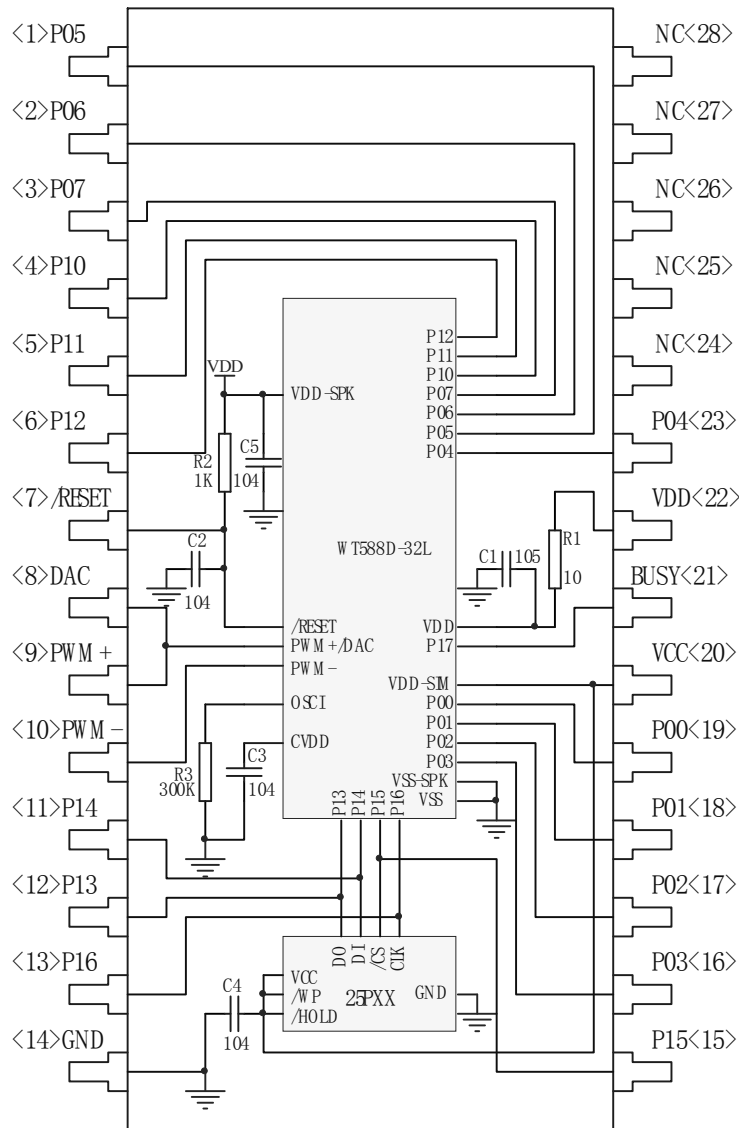 <1>P05
NC<28>
<2>P06
NC<27>
<3>P07
NC<26>
<4>P10
NC<25>
<5>P11
NC<24>
<6>P12
P04<23>
<7>/RESET
VDD<22>
<8>DAC
BUSY<21>
<9>PWM+
VCC<20>
<10>PWM-
P00<19>
<11>P14
P01<18>
<12>P13
P02<17>
<13>P16
P03<16>
<14>GND
P15<15>
VDD
R2
1K
C5
104
C2
104
R3
300K
C3
104
C1
105
R1
10
VDD-SPK
WT588D-32L
/RESET
PWM+/DAC
PWM-
OSCI
CVDD
P12
P11
P10
P07
P06
P05
P04
VDD
P17
VDD-SIM
P00
P01
P02
P03
VSS-SPK
VSS
P13
P14
P15
P16
DO
DI
/CS
ClK
VCC
/WP
/HOLD
25PXX
GND
C4
104